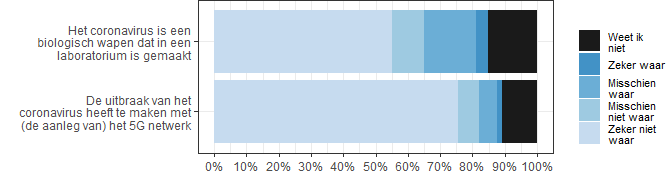 Het coronavirus is een
biologisch wapen dat in een
laboratorium is gemaakt
De uitbraak van het
coronavirus heeft te maken met
(de aanleg van) het 5G netwerk
0% 10% 20% 30% 40% 50% 60% 70% 80% 90% 100%
Weet ik
niet
Zeker waar
Misschien
waar
Misschien
niet waar
Zeker niet
waar